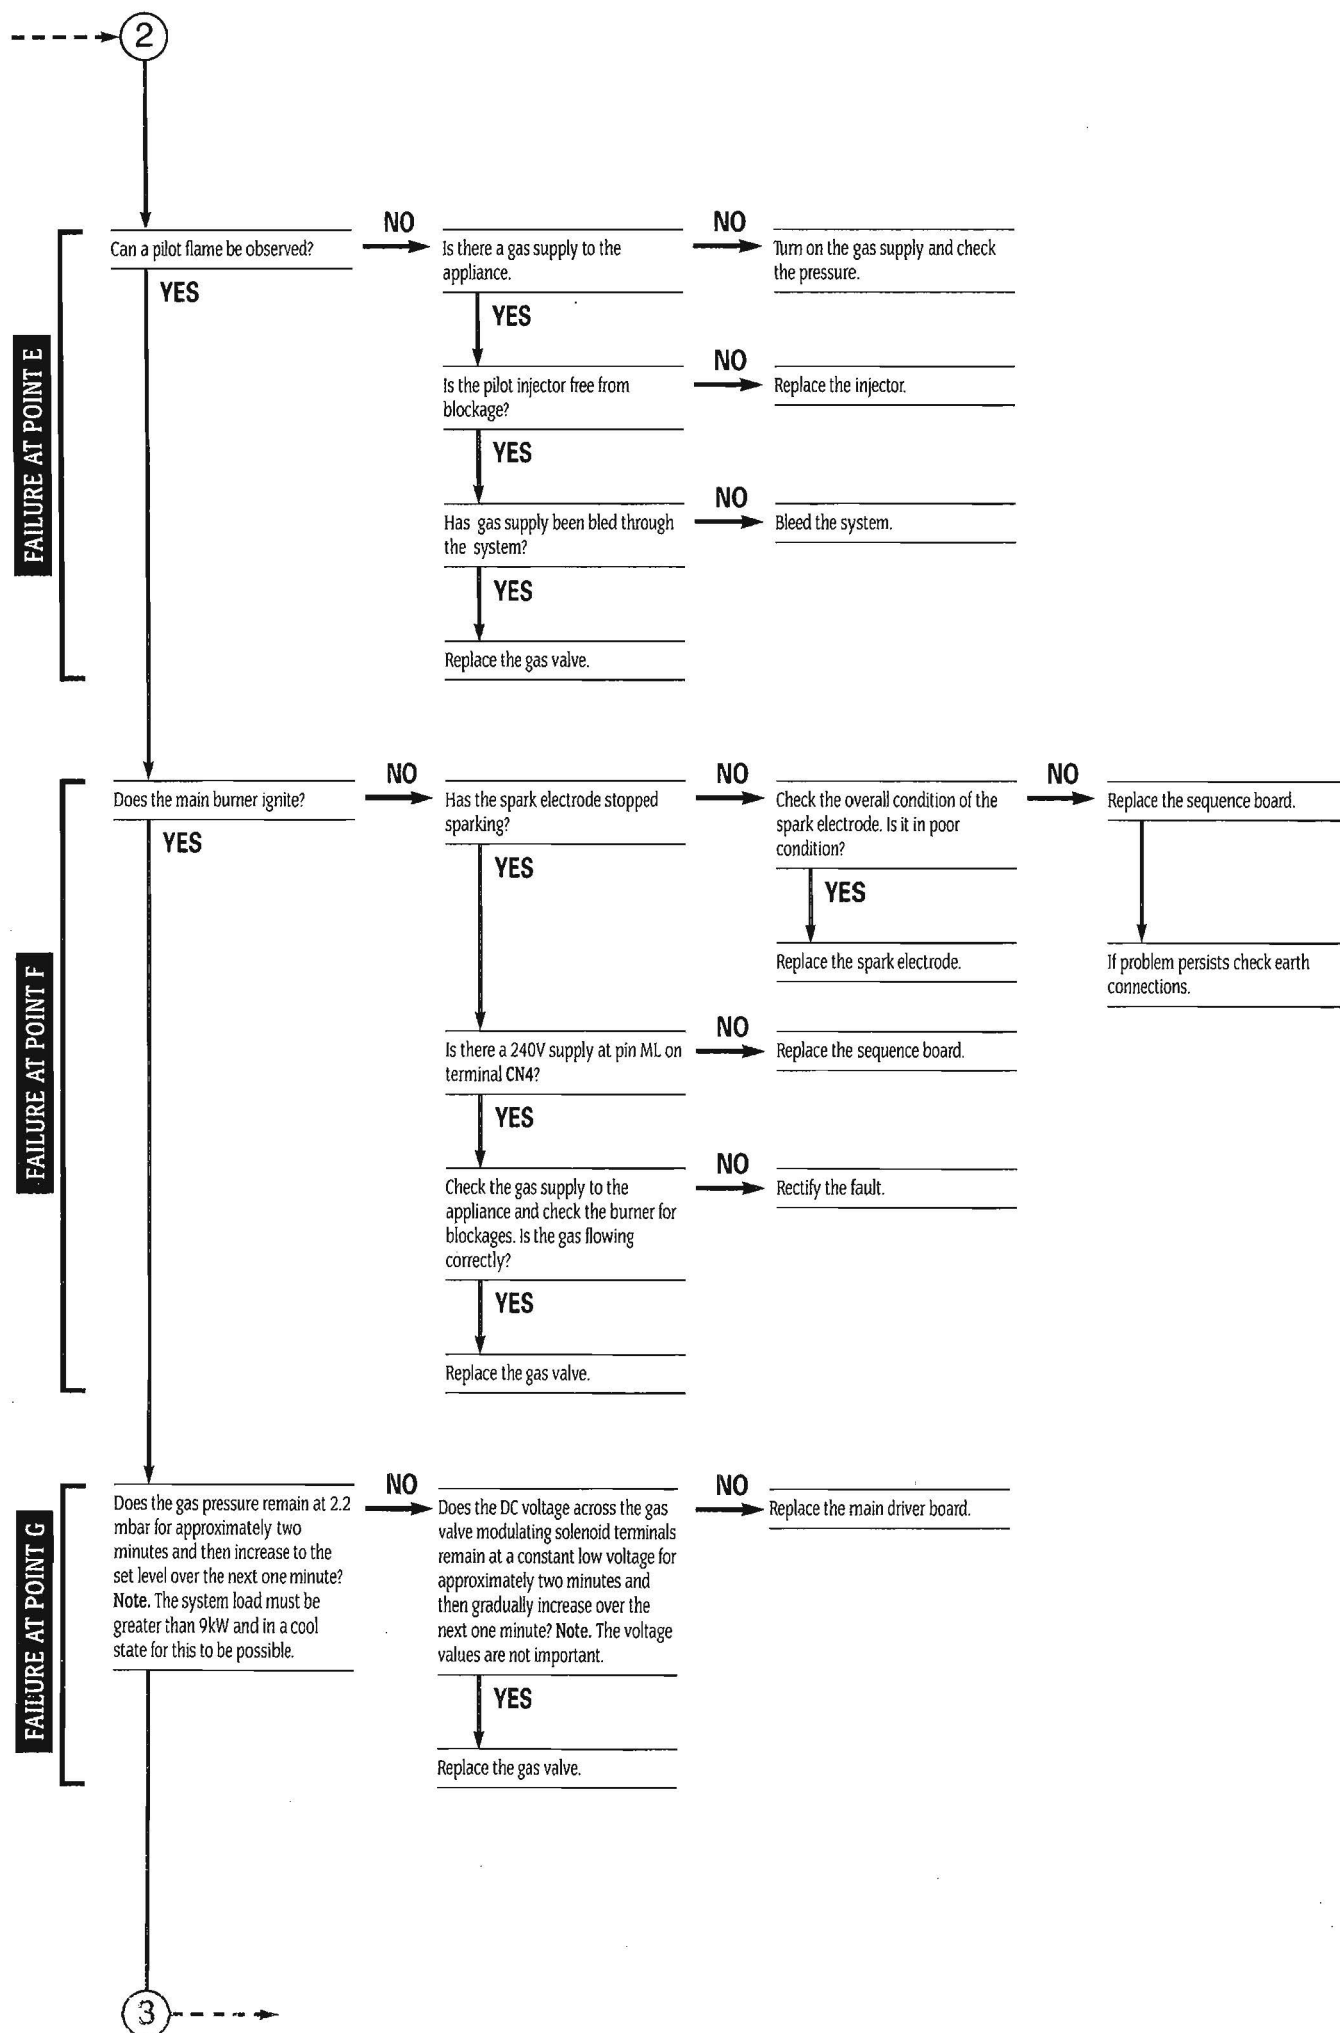 2
FAILURE AT POINT E
Can a pilot flame be observed?
NO
Is there a gas supply to the
appliance.
NO
Turn on the gas supply and check
the pressure.
YES
YES
Is the pilot injector free from
blockage?
NO
Replace the injector.
YES
Has gas supply been bled through
the system?
NO
Bleed the system.
YES
Replace the gas valve.
FAILURE AT POINT F
Does the main burner ignite?
NO
Has the spark electrode stopped
sparking?
NO
Check the overall condition of the
spark electrode. Is it in poor
condition?
NO
Replace the sequence board.
YES
YES
YES
Replace the spark electrode.
If problem persists check earth
connections.
Is there a 240V supply at pin ML on
terminal CN4?
NO
Replace the sequence board.
YES
Check the gas supply to the
appliance and check the burner for
blockages. Is the gas flowing
correctly?
NO
Rectify the fault.
YES
Replace the gas valve.
FAILURE AT POINT G
Does the gas pressure remain at 2.2
mbar for approximately two
minutes and then increase to the
set level over the next one minute?
Note. The system load must be
greater than 9kW and in a cool
state for this to be possible.
NO
Does the DC voltage across the gas
valve modulating solenoid terminals
remain at a constant low voltage for
approximately two minutes and
then gradually increase over the
next one minute? Note. The voltage
values are not important.
NO
Replace the main driver board.
YES
Replace the gas valve.
3